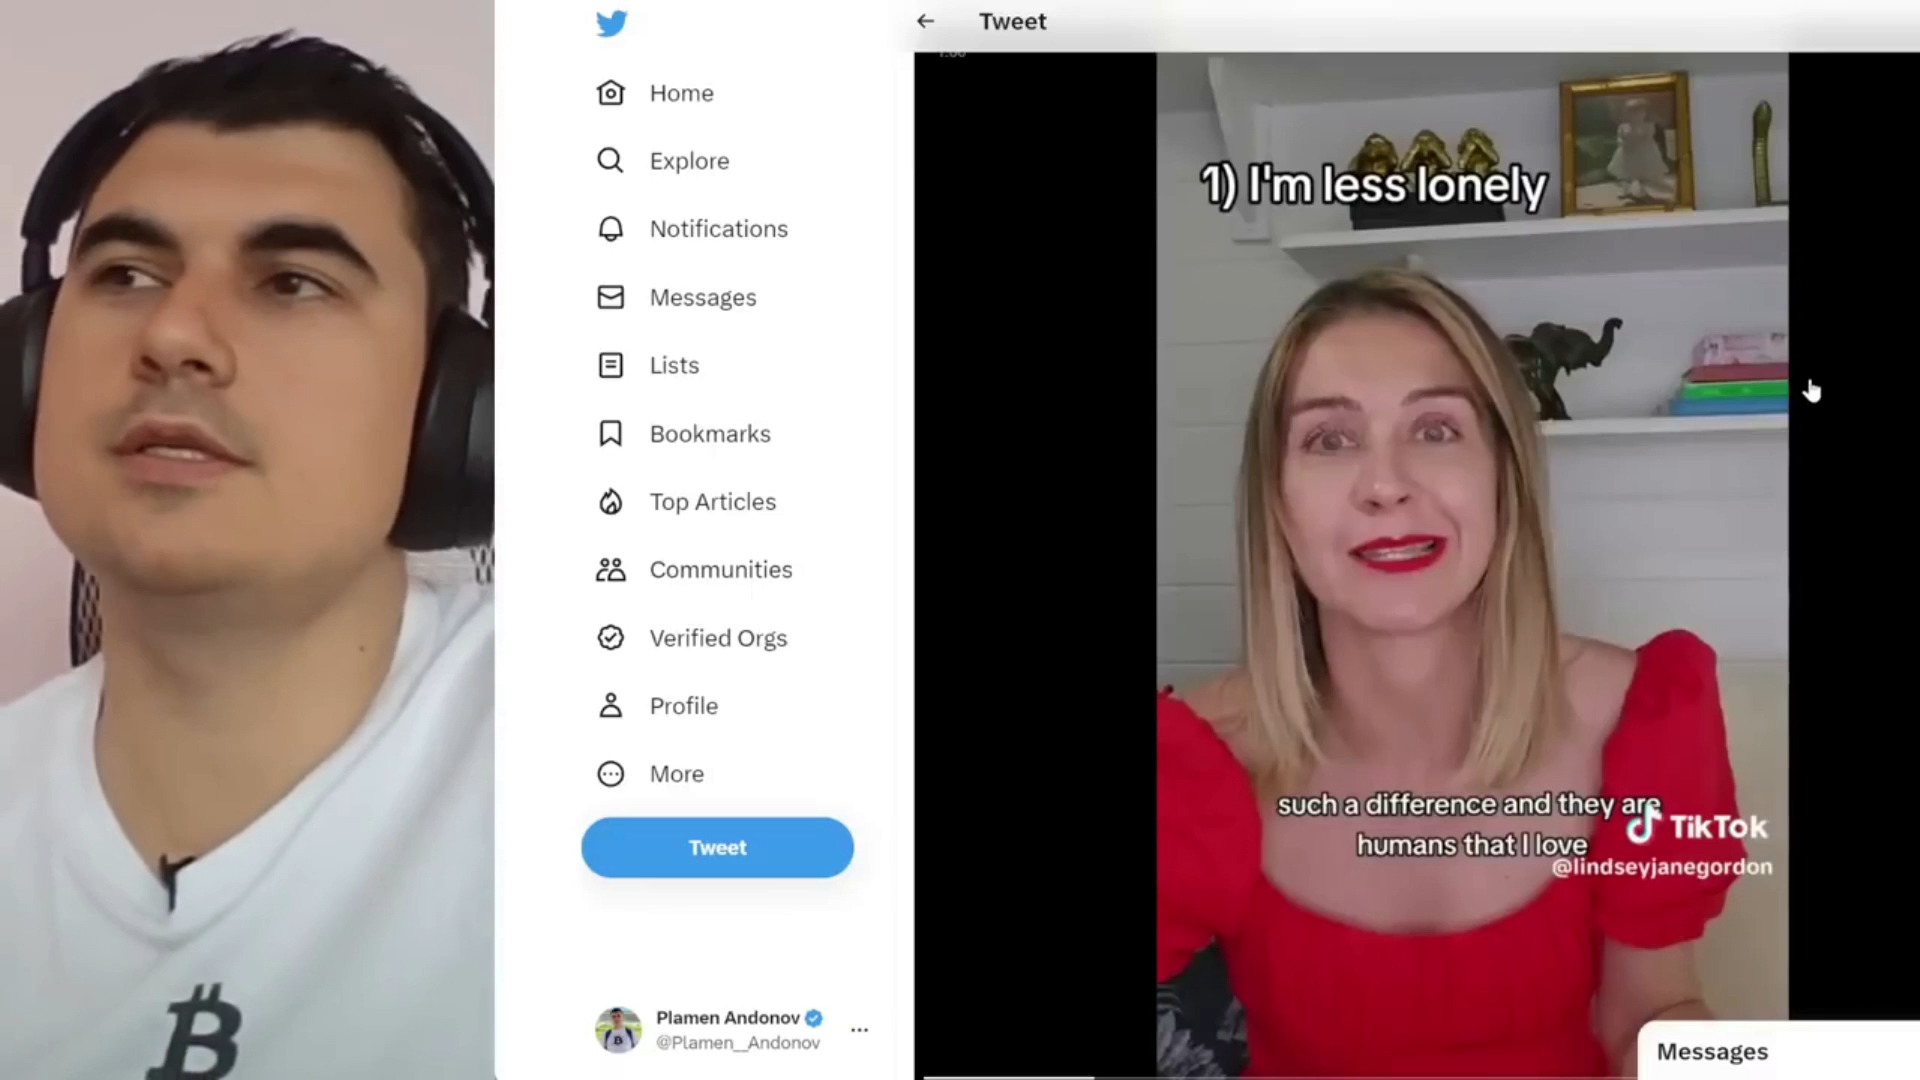 Home
Explore
Notifications
Messages
Lists
Bookmarks
Top Articles
Communities
Verified Orgs
Profile
More
Tweet
Plamen Andonov
@Plamen__Andonov
Tweet
1) I'm less lonely
such a difference and they are
humans that I love
TikTok
@lindseyjanegordon
Messages